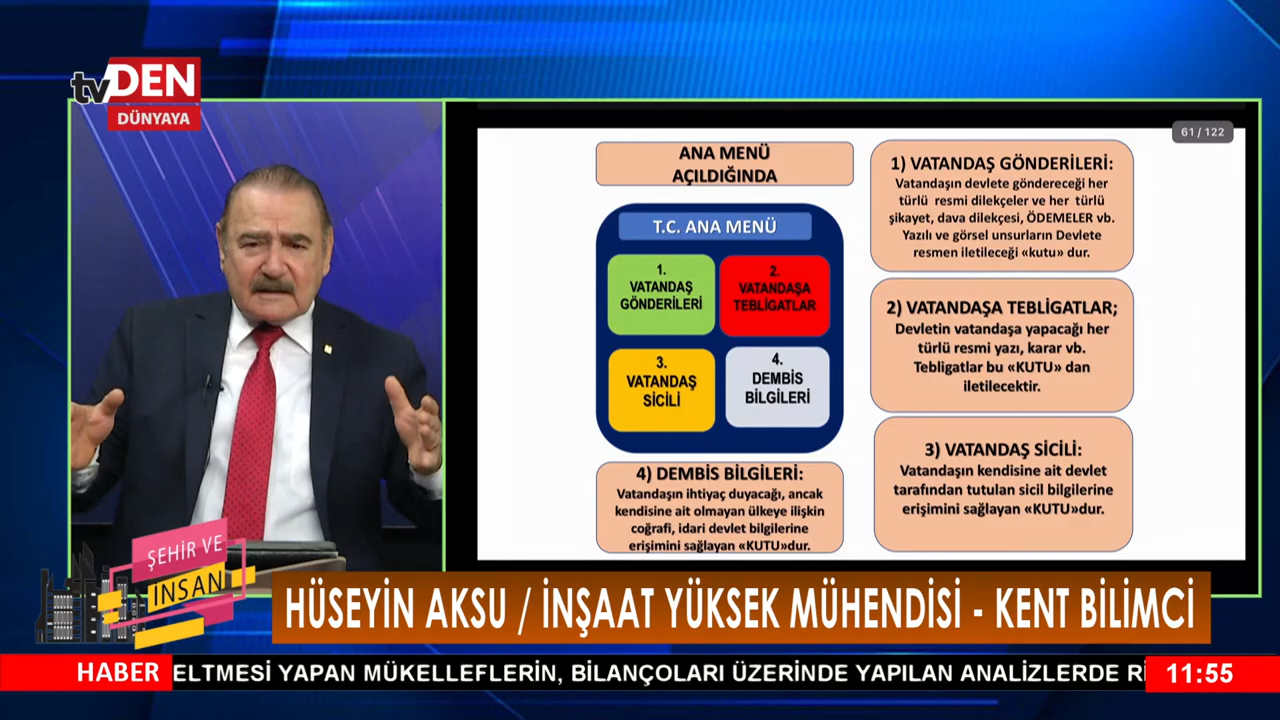 tvDEN
DÜNYAYA
61 / 122
ANA MENÜ
AÇILDIĞINDA
T.C. ANA MENÜ
1.
VATANDAŞ
GÖNDERİLERİ
2.
VATANDAŞA
TEBLİGATLAR
3.
VATANDAŞ
SİCİLİ
4.
DEMBİS
BİLGİLERİ
4) DEMBİS BİLGİLERİ:
Vatandaşın ihtiyaç duyacağı, ancak
kendisine ait olmayan ülkeye ilişkin
coğrafi, idari devlet bilgilerine
erişimini sağlayan «KUTU»dur.
1) VATANDAŞ GÖNDERİLERİ:
Vatandaşın devlete göndereceği her
türlü resmi dilekçeler ve her türlü
şikayet, dava dilekçesi, ÖDEMELER vb.
Yazılı ve görsel unsurların Devlete
resmen iletileceği «kutu» dur.
2) VATANDAŞA TEBLİGATLAR;
Devletin vatandaşa yapacağı her
türlü resmi yazı, karar vb.
Tebligatlar bu «KUTU» dan
iletilecektir.
3) VATANDAŞ SİCİLİ:
Vatandaşın kendisine ait devlet
tarafından tutulan sicil bilgilerine
erişimini sağlayan «KUTU»dur.
ŞEHİR VE
İNSAN
HÜSEYİN AKSU / İNŞAAT YÜKSEK MÜHENDİSİ - KENT BİLİMCİ
HABER
ELTMESİ YAPAN MÜKELLEFLERİN, BİLANÇOLARI ÜZERİNDE YAPILAN ANALİZLERDE Rİ
11:55